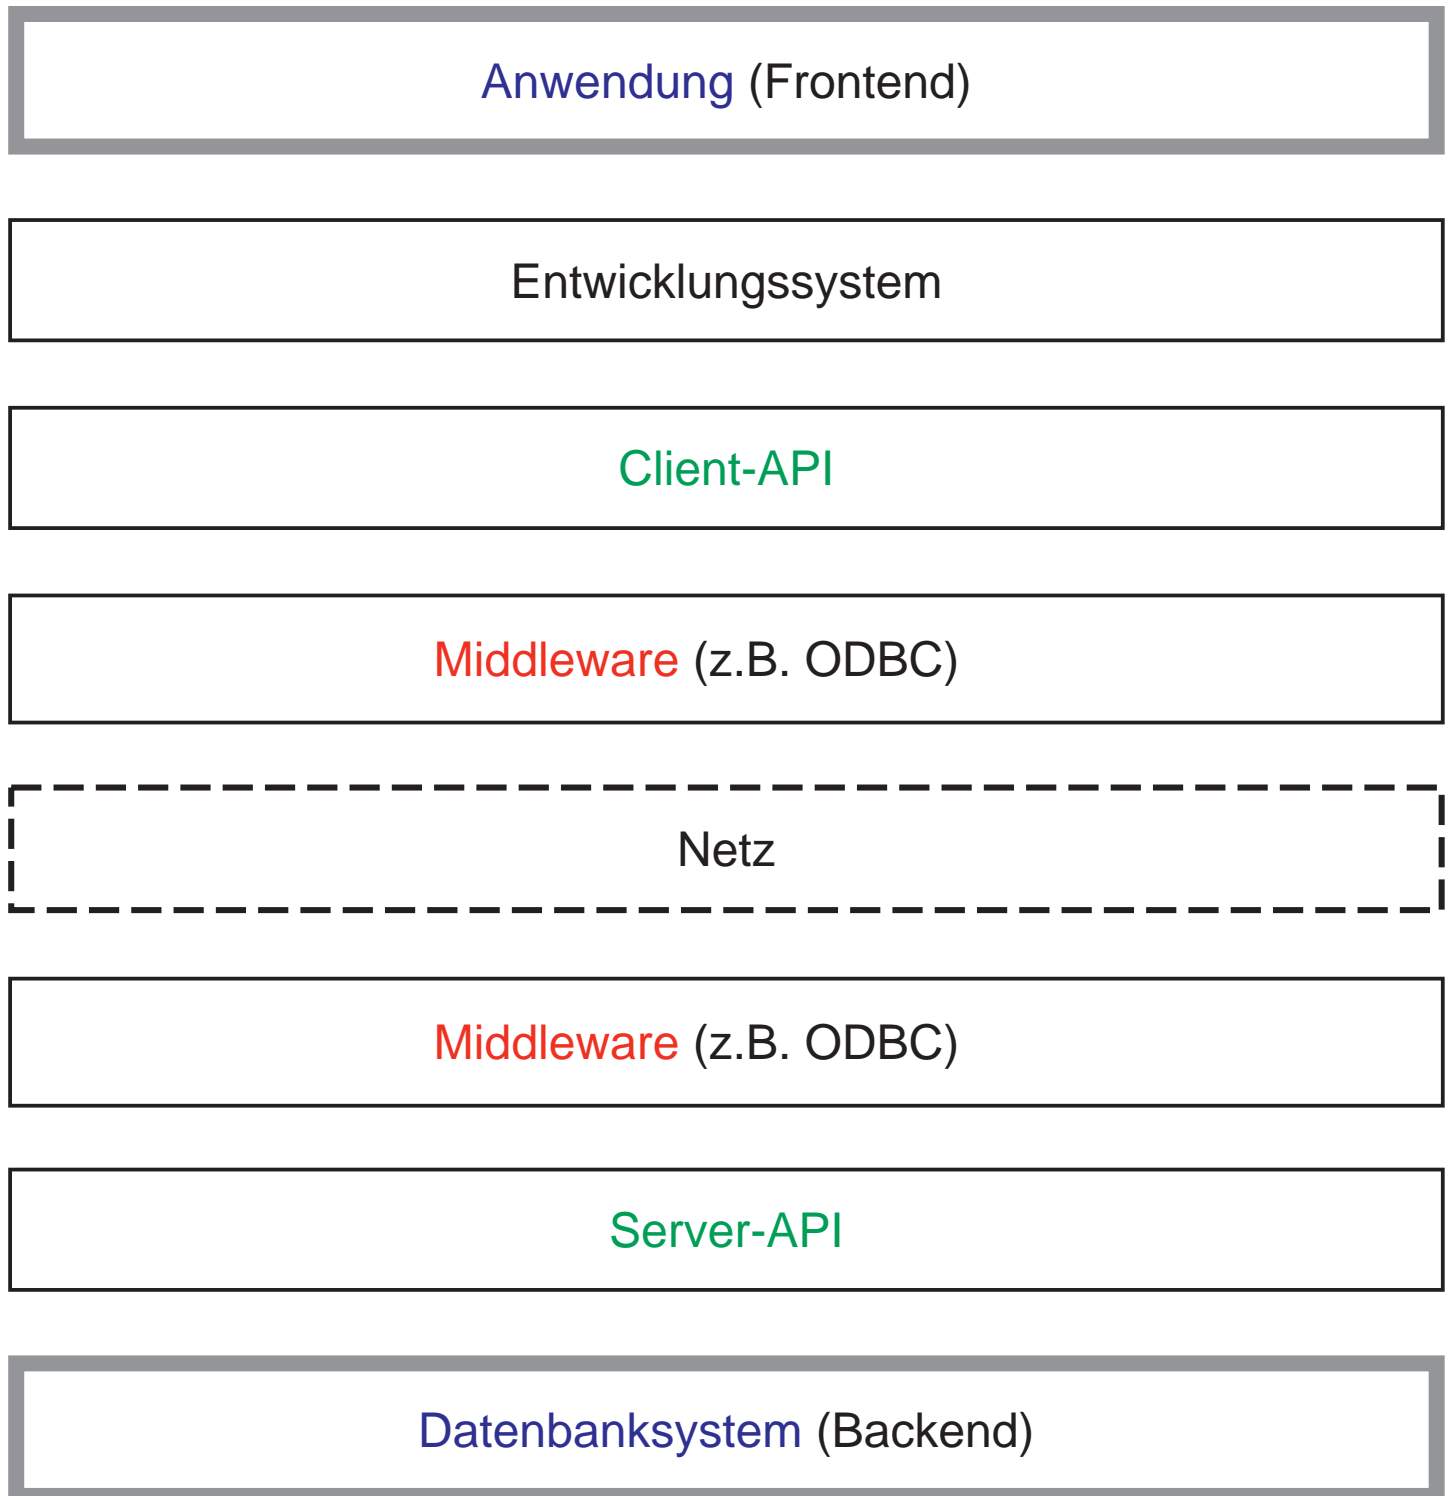 Anwendung (Frontend)
Entwicklungssystem
Client-API
Middleware (z.B. ODBC)
Netz
Middleware (z.B. ODBC)
Server-API
Datenbanksystem (Backend)